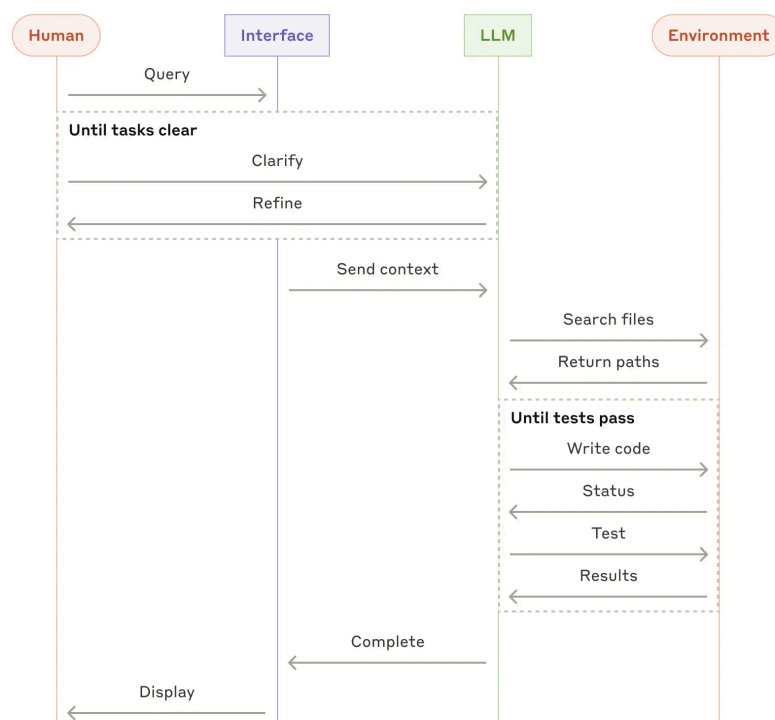 Human
Interface
LLM
Environment
Query
Until tasks clear
Clarify
Refine
Send context
Search files
Return paths
Until tests pass
Write code
Status
Test
Results
Complete
Display